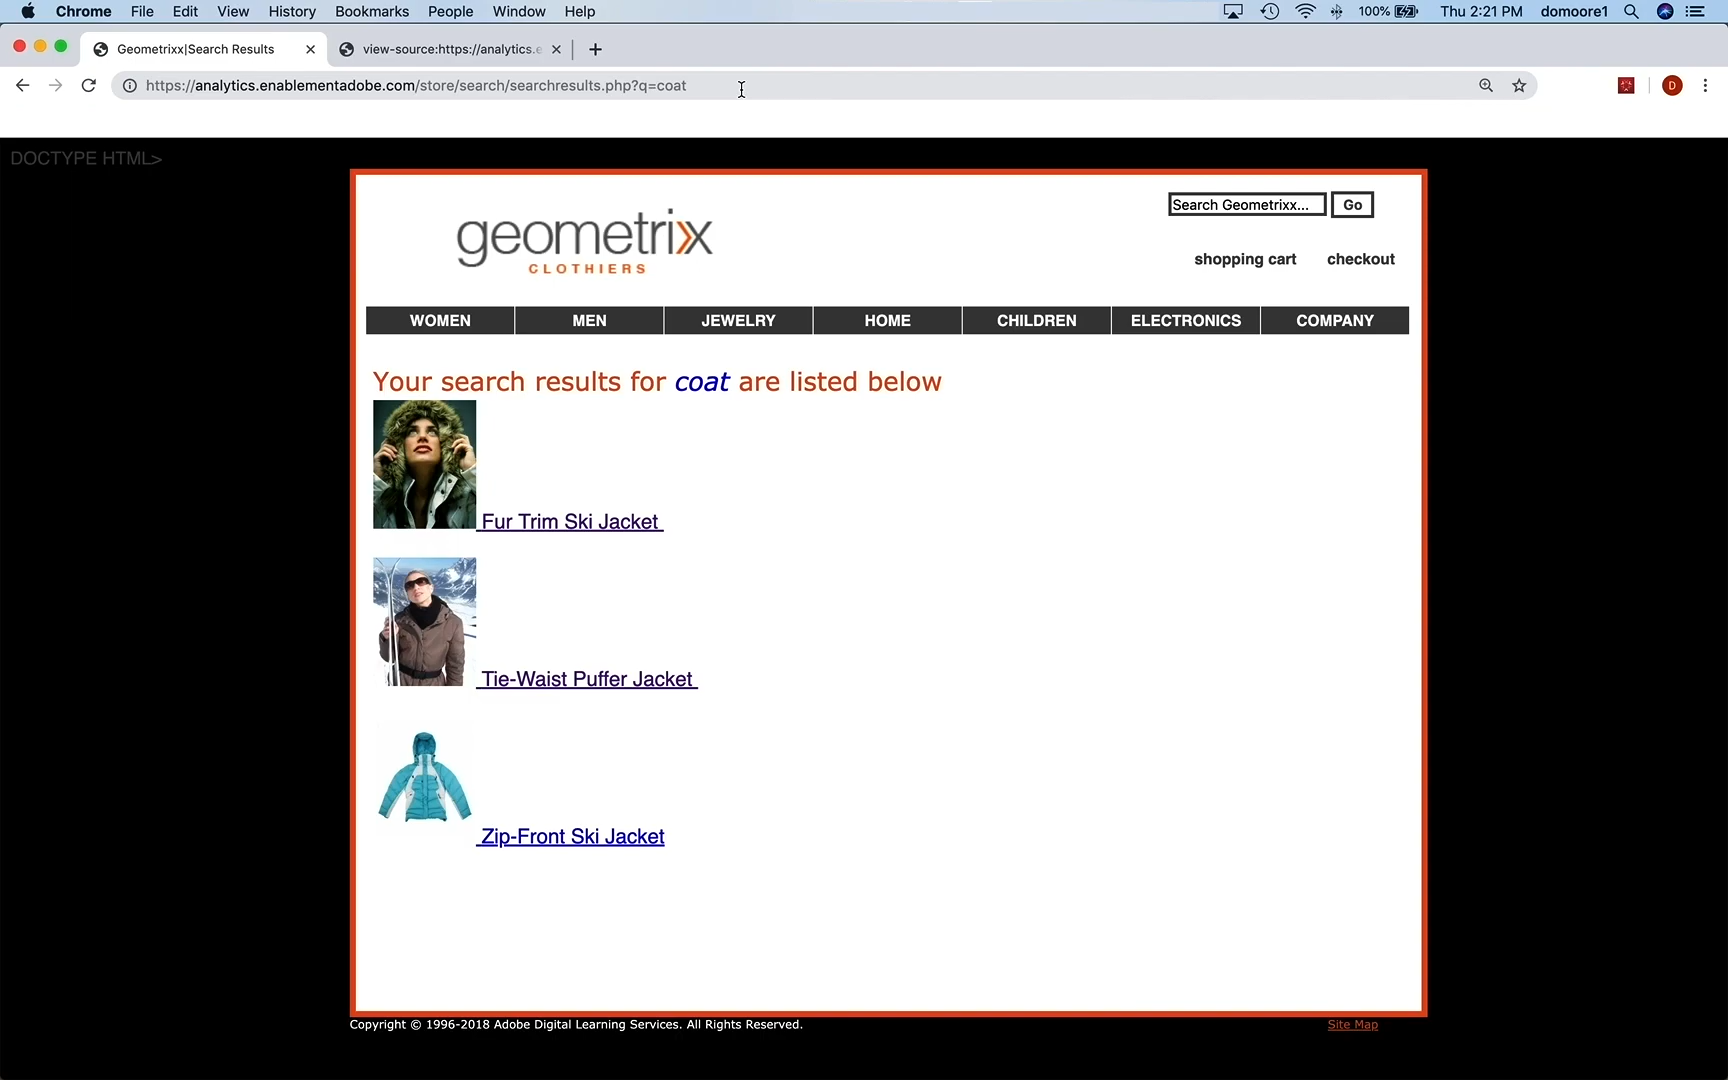 Chrome File Edit View History Bookmarks People Window Help 100% Thu 2:21 PM domoore1
Geometrixx|Search Results view-source:https://analytics.e
https://analytics.enablementadobe.com/store/search/searchresults.php?q=coat D
DOCTYPE HTML>
Search Geometrixx... Go
geometrixx
CLOTHIERS
shopping cart checkout
WOMEN MEN JEWELRY HOME CHILDREN ELECTRONICS COMPANY
Your search results for coat are listed below
Fur Trim Ski Jacket
Tie-Waist Puffer Jacket
Zip-Front Ski Jacket
Copyright © 1996-2018 Adobe Digital Learning Services. All Rights Reserved. Site Map